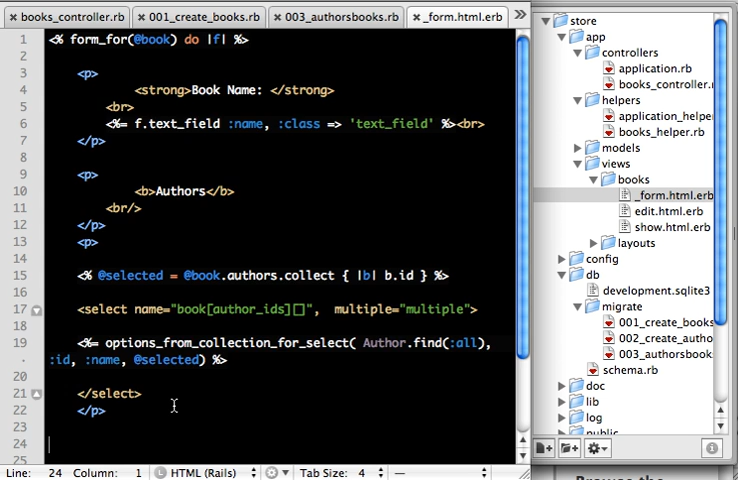 books_controller.rb
001_create_books.rb
003_authorsbooks.rb
_form.html.erb
1 <% form_for(@book) do |f| %>
2
3 <p>
4 <strong>Book Name: </strong>
5 <br>
6 <%= f.text_field :name, :class => 'text_field' %><br>
7 </p>
8
9 <p>
10 <b>Authors</b>
11 <br/>
12 </p>
13 <p>
14
15 <% @selected = @book.authors.collect { |b| b.id } %>
16
17 <select name="book[author_ids][]", multiple="multiple">
18
19 <%= options_from_collection_for_select( Author.find(:all),
:id, :name, @selected) %>
20
21 </select>
22 </p>
23
24
25
Line: 24 Column: 1 L HTML (Rails) Tab Size: 4 —
store
app
controllers
application.rb
books_controller.
helpers
application_helpe
books_helper.rb
models
views
books
_form.html.erb
edit.html.erb
show.html.erb
layouts
config
db
development.sqlite3
migrate
001_create_books
002_create_autho
003_authorsbook
schema.rb
doc
lib
log
public